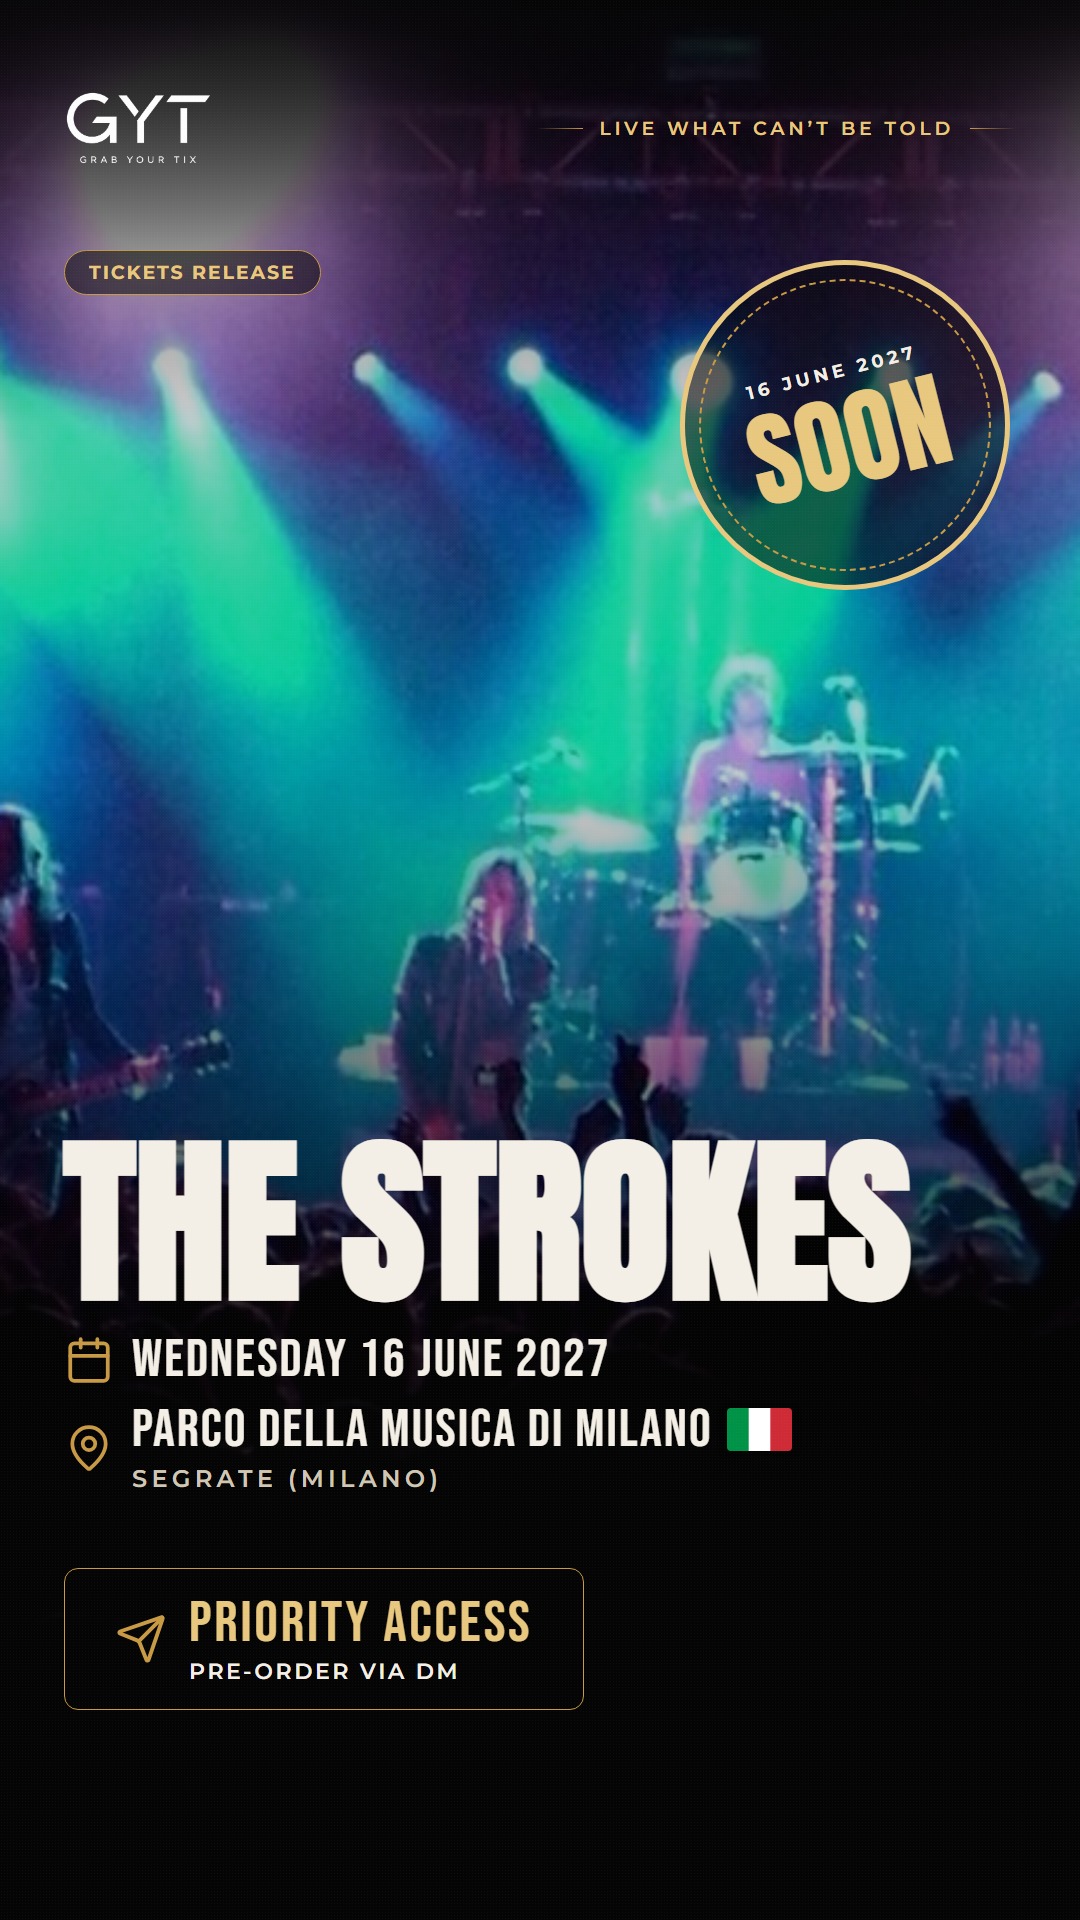 GYT
GRAB YOUR TIX
LIVE WHAT CAN’T BE TOLD
TICKETS RELEASE
16 JUNE 2027
SOON
THE STROKES
WEDNESDAY 16 JUNE 2027
PARCO DELLA MUSICA DI MILANO
SEGRATE (MILANO)
PRIORITY ACCESS
PRE-ORDER VIA DM